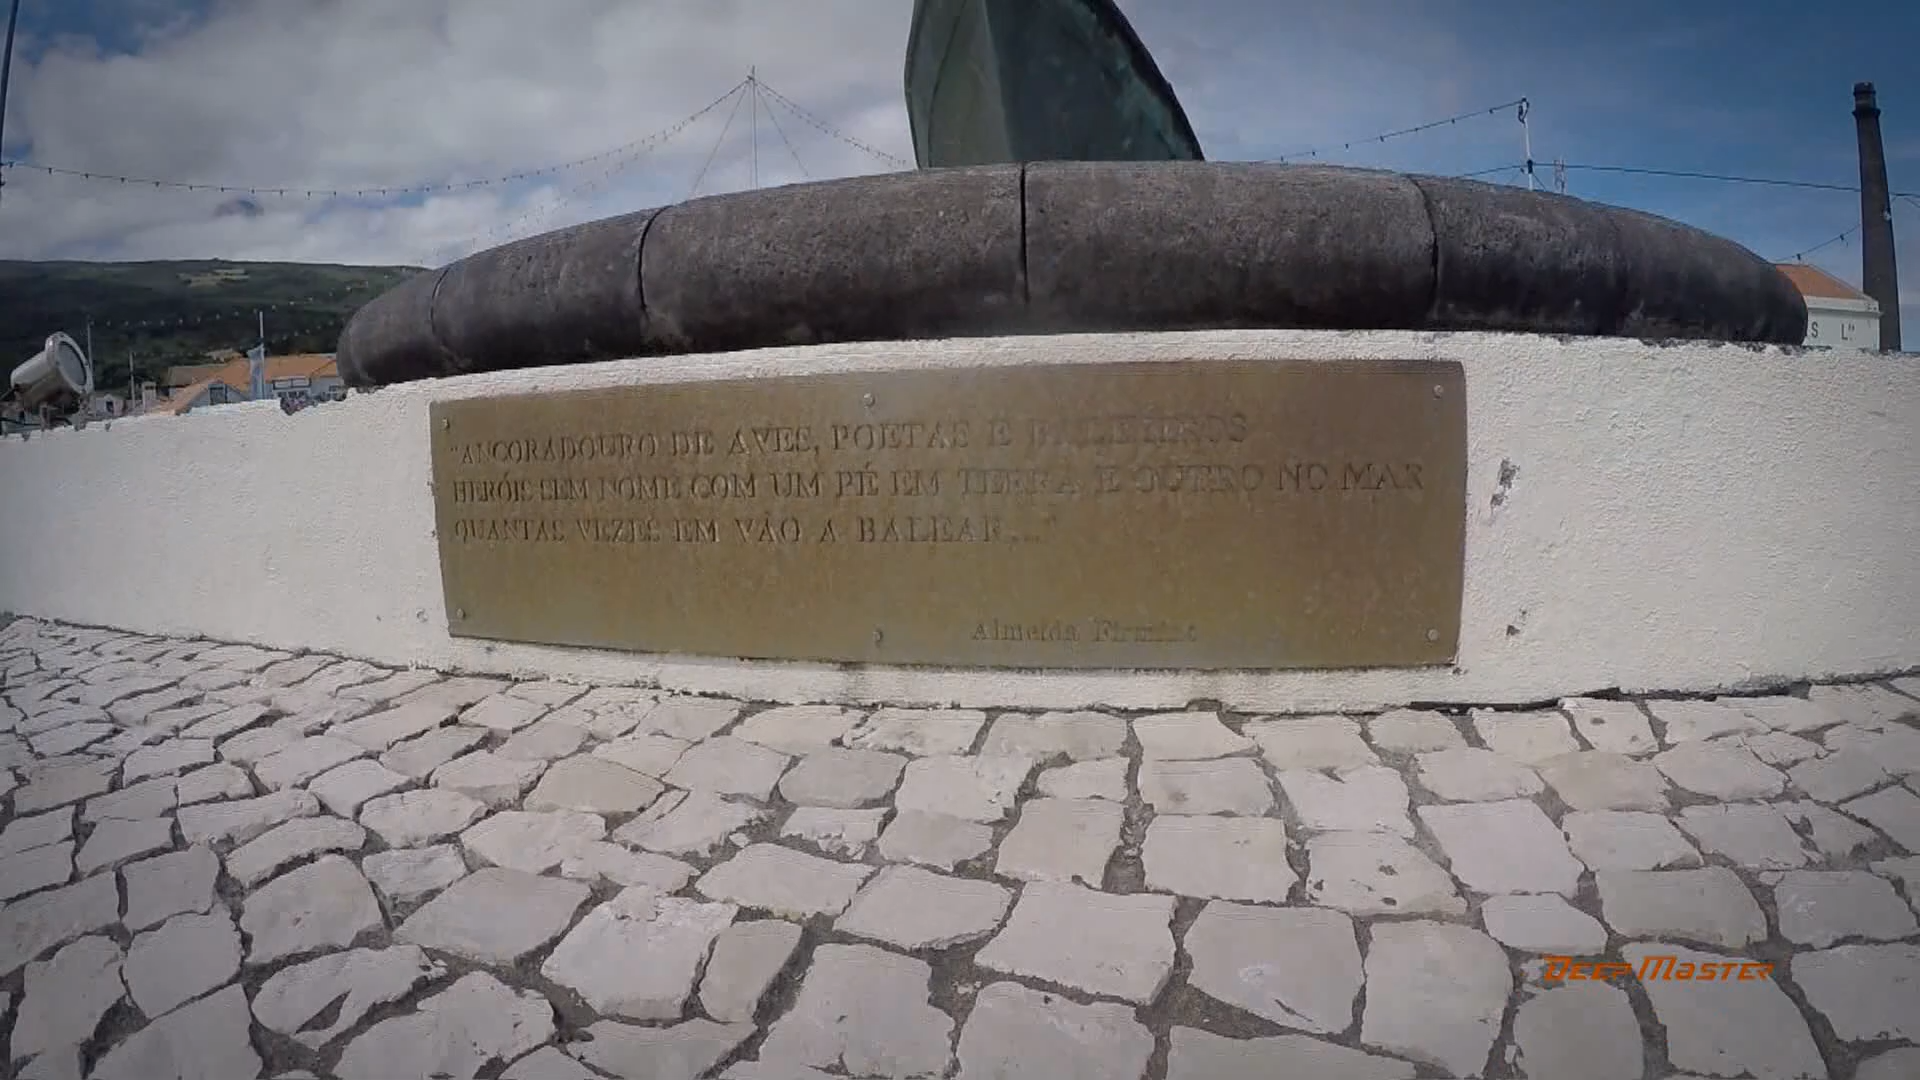 "ANCORADOURO DE AVES, POETAS E BALEEIROS
HERÓIS SEM NOME COM UM PÉ EM TERRA E OUTRO NO MAR
QUANTAS VEZES EM VÃO A BALEAR..."
Almeida Firmino
S L
DEEP MASTER